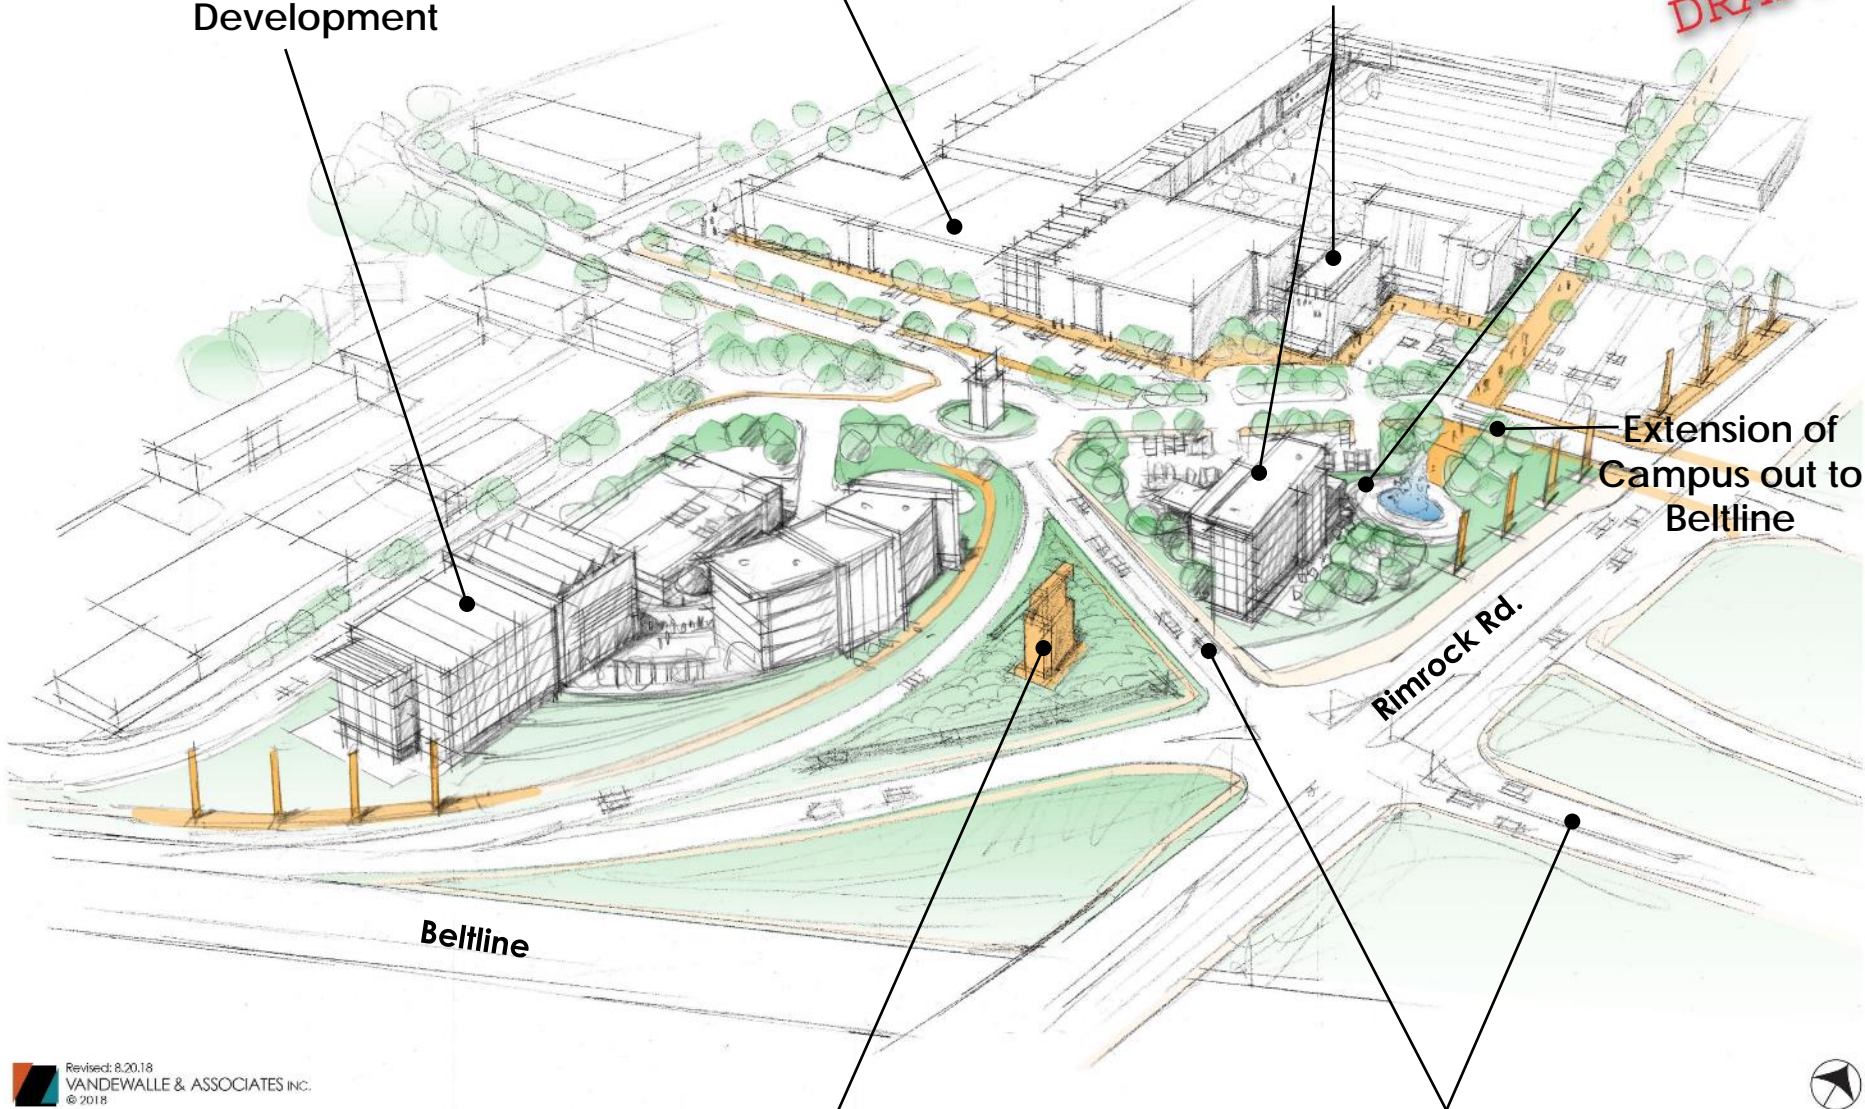 Development
Extension of
Campus out to
Beltline
Rimrock Rd.
Beltline
Revised: 8.20.18
VANDEWALLE & ASSOCIATES INC.
© 2018